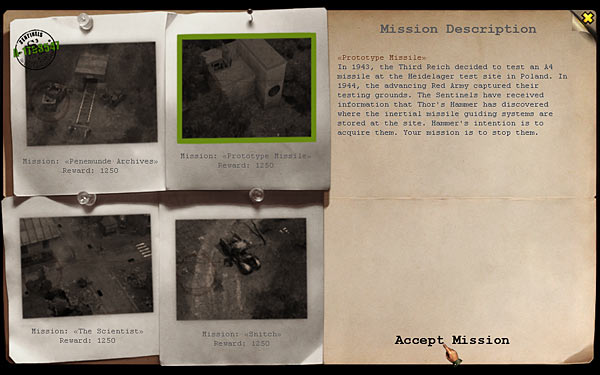 SENTINELS
Mission: «Penemunde Archives»
Reward: 1250
Mission: «Prototype Missile»
Reward: 1250
Mission: «The Scientist»
Reward: 1250
Mission: «Snitch»
Reward: 1250
Mission Description
«Prototype Missile»
In 1943, the Third Reich decided to test an A4
missile at the Heidelager test site in Poland. In
1944, the advancing Red Army captured their
testing grounds. The Sentinels have received
information that Thor's Hammer has discovered
where the inertial missile guiding systems are
stored at the site. Hammer's intention is to
acquire them. Your mission is to stop them.
Accept Mission